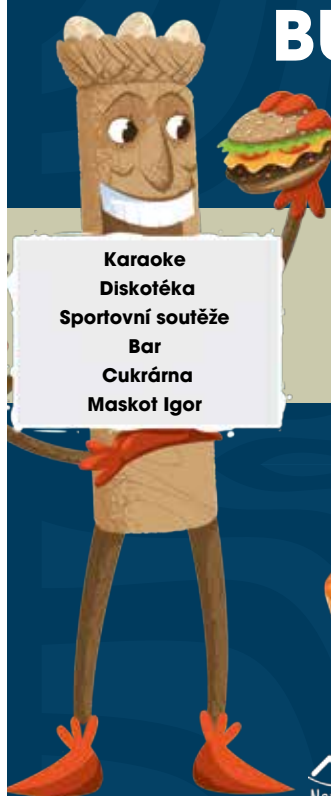 BU
Karaoke
Diskotéka
Sportovní soutěže
Bar
Cukrárna
Maskot Igor